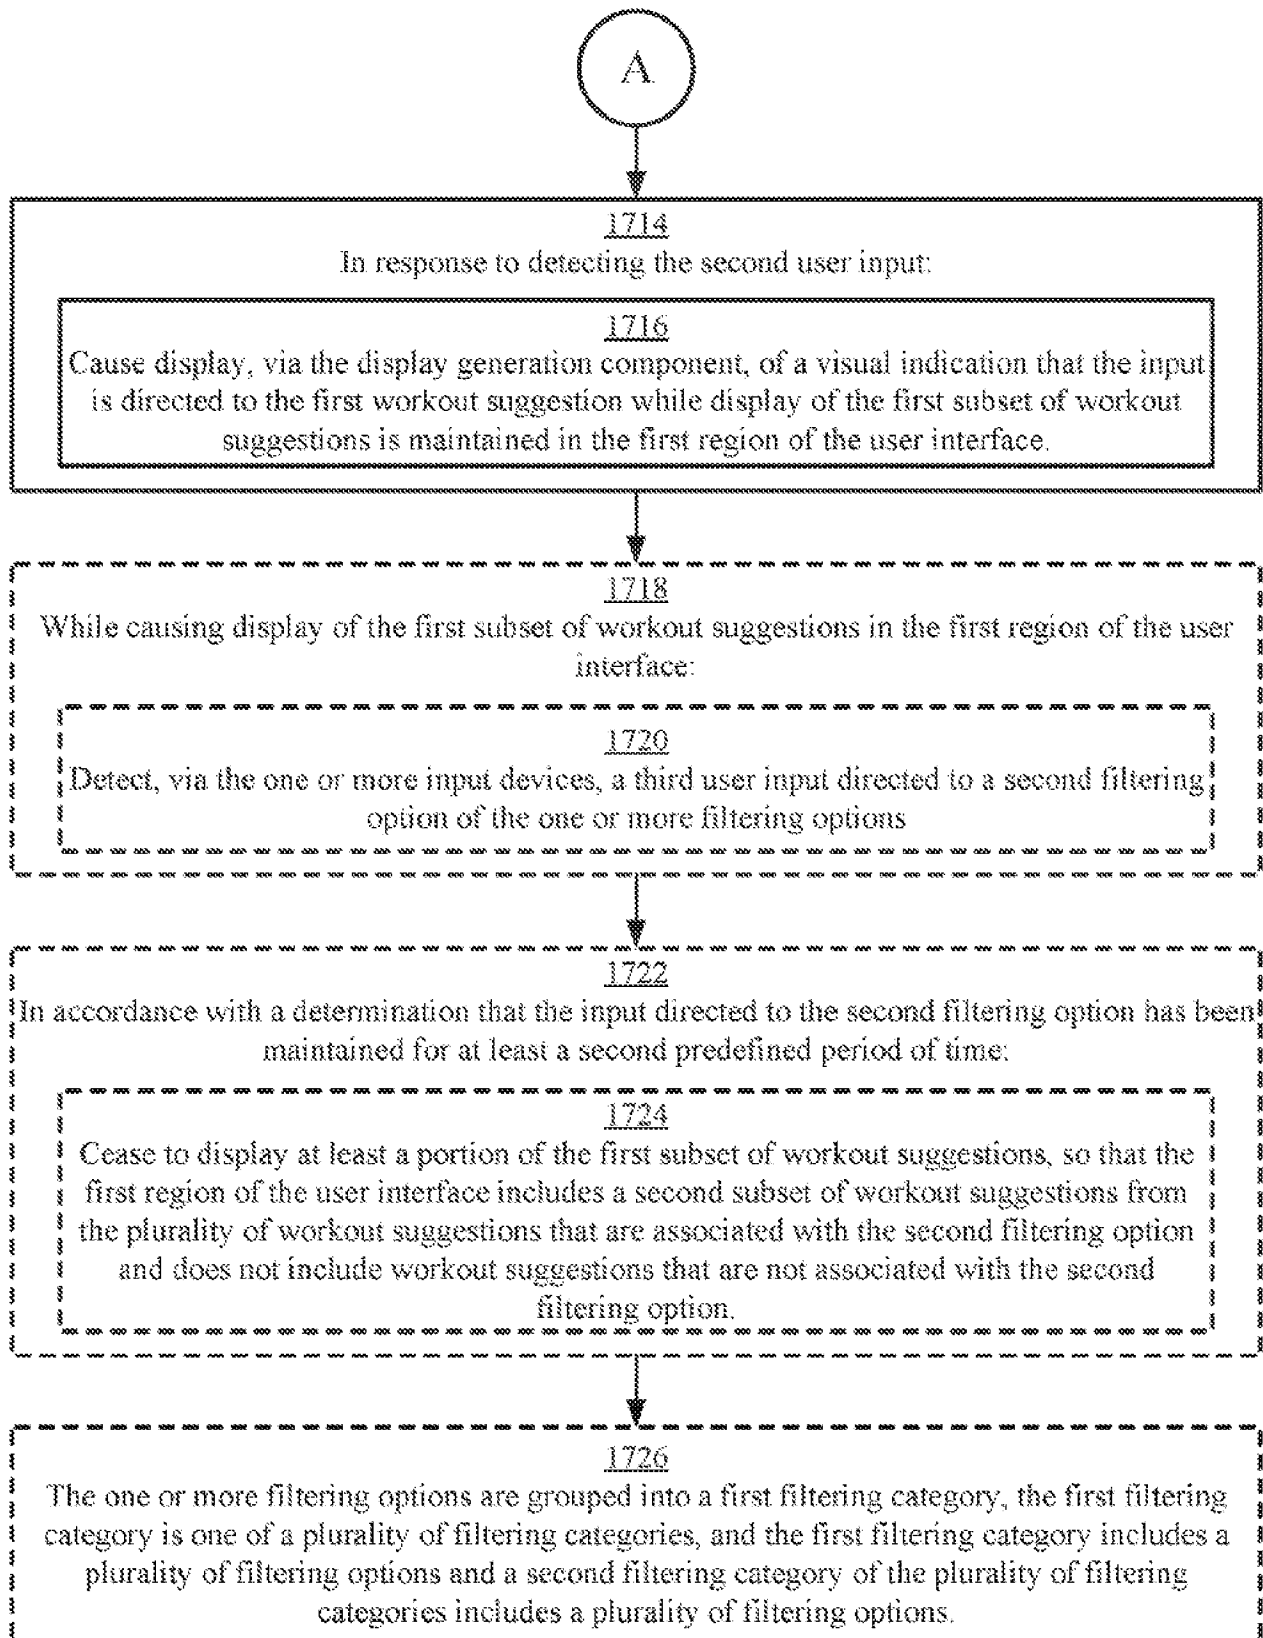 A
1714
In response to detecting the second user input:
1716
Cause display, via the display generation component, of a visual indication that the input
is directed to the first workout suggestion while display of the first subset of workout
suggestions is maintained in the first region of the user interface.
1718
While causing display of the first subset of workout suggestions in the first region of the user
interface:
1720
Detect, via the one or more input devices, a third user input directed to a second filtering
option of the one or more filtering options
1722
In accordance with a determination that the input directed to the second filtering option has been
maintained for at least a second predefined period of time:
1724
Cease to display at least a portion of the first subset of workout suggestions, so that the
first region of the user interface includes a second subset of workout suggestions from
the plurality of workout suggestions that are associated with the second filtering option
and does not include workout suggestions that are not associated with the second
filtering option.
1726
The one or more filtering options are grouped into a first filtering category, the first filtering
category is one of a plurality of filtering categories, and the first filtering category includes a
plurality of filtering options and a second filtering category of the plurality of filtering
categories includes a plurality of filtering options.